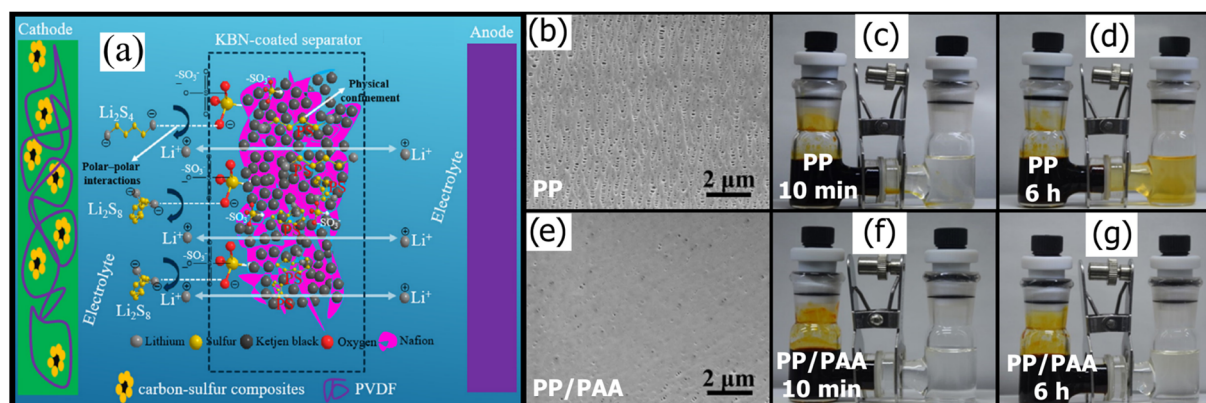 Cathode
(a)
KBN-coated separator
Anode
-SO₃⁻
-SO₃⁻
Physical
confinement
Li₂S₄
Li⁺
Li⁺
Polar–polar
interactions
-SO₃⁻
Electrolyte
Li₂S₈
-SO₃⁻
-SO₃⁻
Li⁺
Li⁺
-SO₃⁻
Electrolyte
Li₂S₈
Li⁺
Li⁺
Lithium
Sulfur
Ketjen black
Oxygen
Nafion
carbon-sulfur composites
PVDF
(b)
PP
2 μm
(c)
PP
10 min
(d)
PP
6 h
(e)
PP/PAA
2 μm
(f)
PP/PAA
10 min
(g)
PP/PAA
6 h